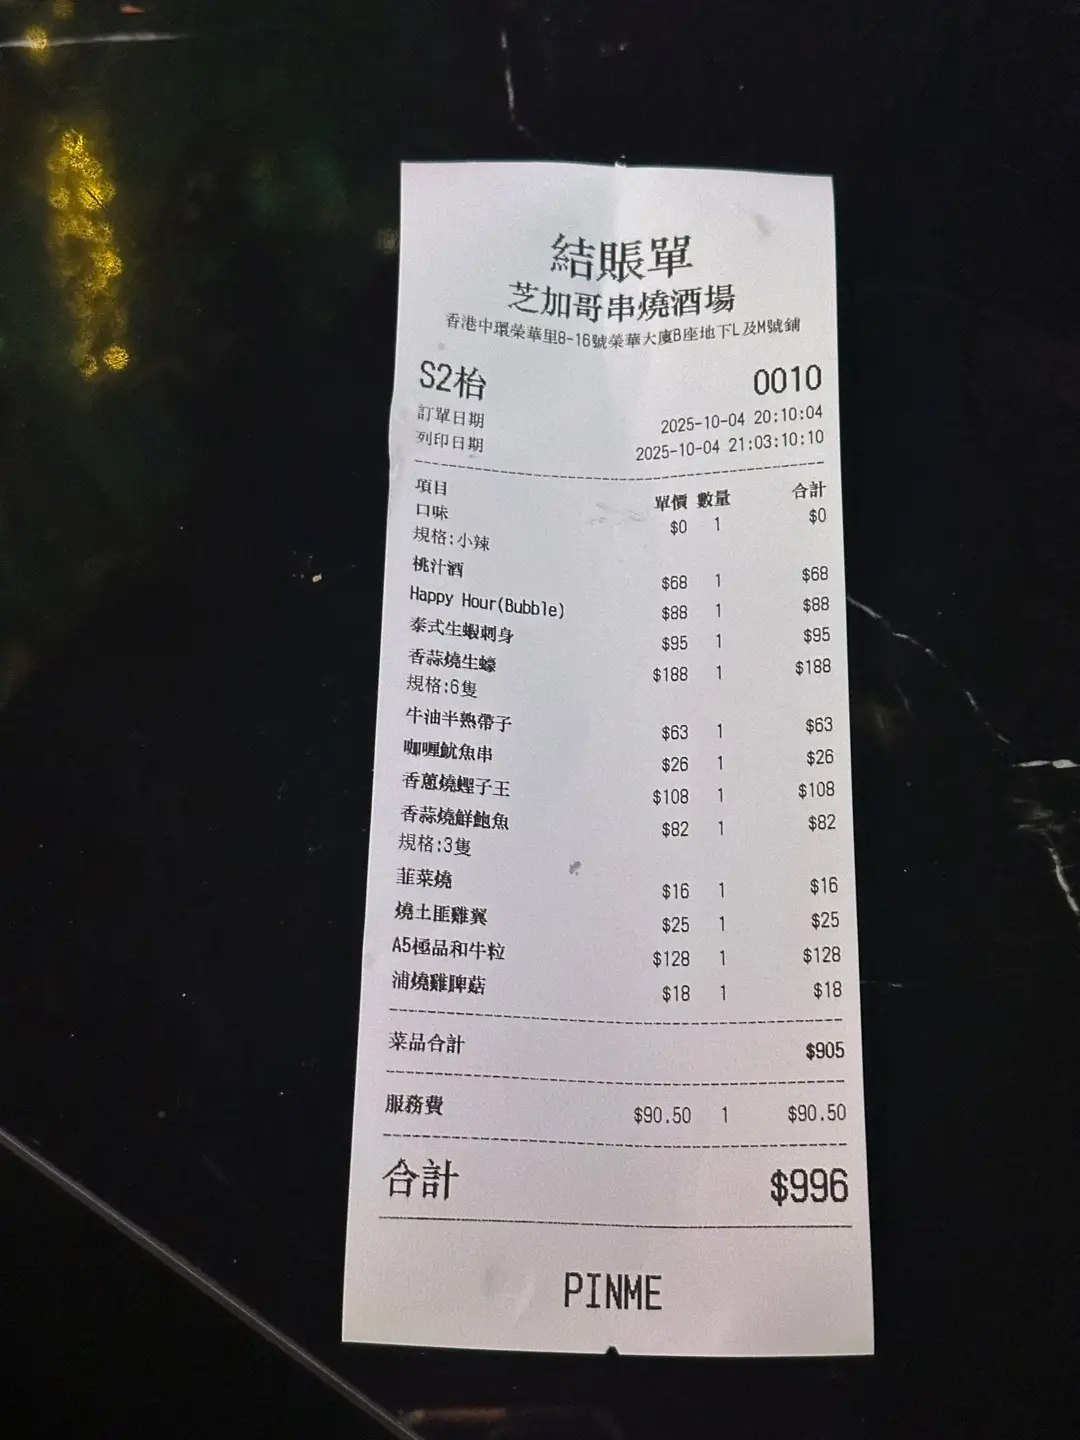 結賬單
芝加哥串燒酒場
香港中環榮華里8-16號榮華大廈B座地下L及M號鋪
S2枱 0010
訂單日期 2025-10-04 20:10:04
列印日期 2025-10-04 21:03:10:10
項目 單價 數量 合計
口味 $0 1 $0
規格:小辣
桃汁酒 $68 1 $68
Happy Hour(Bubble) $88 1 $88
泰式生蝦刺身 $95 1 $95
香蒜燒生蠔 $188 1 $188
規格:6隻
牛油半熟帶子 $63 1 $63
咖喱魷魚串 $26 1 $26
香蔥燒蟶子王 $108 1 $108
香蒜燒鮮鮑魚 $82 1 $82
規格:3隻
韮菜燒 $16 1 $16
燒土匪雞翼 $25 1 $25
A5極品和牛粒 $128 1 $128
浦燒雞脾菇 $18 1 $18
菜品合計 $905
服務費 $90.50 1 $90.50
合計 $996
PINME